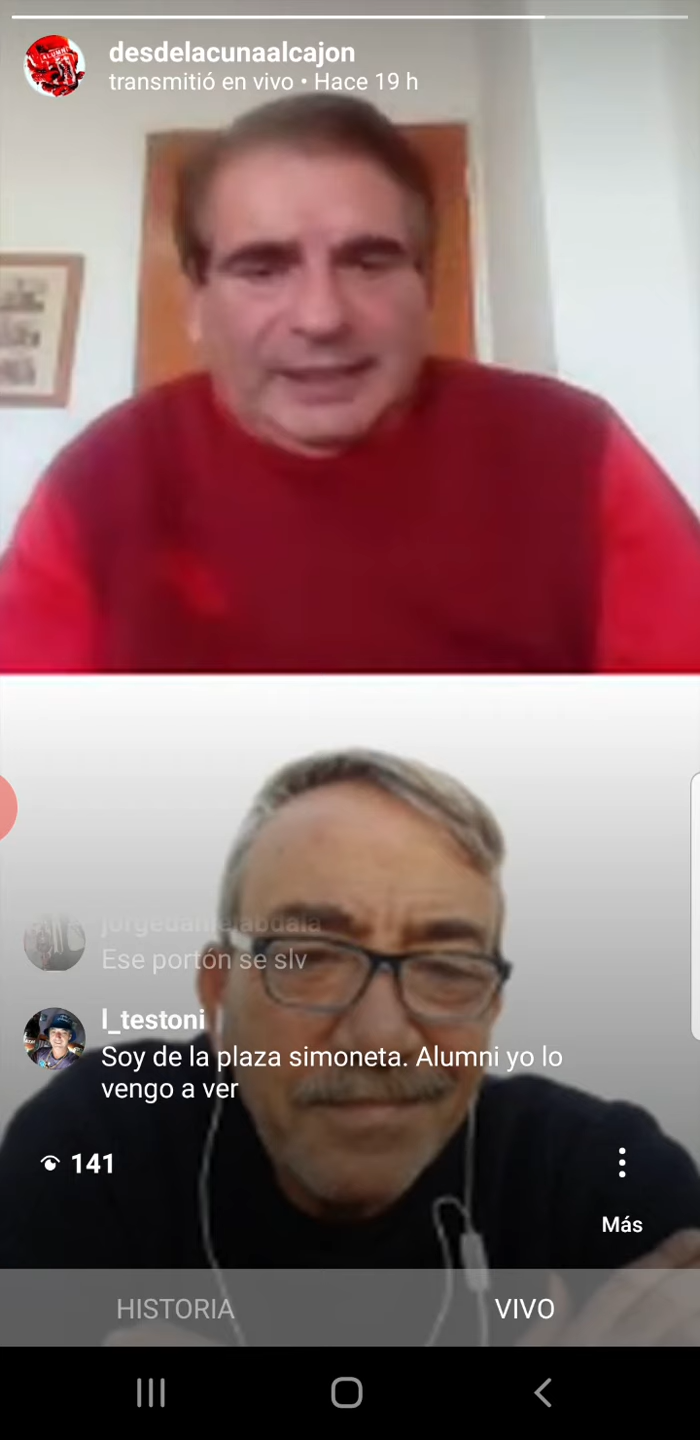 desdelacunaalcajon
transmitió en vivo • Hace 19 h
jorgedanielabdala
Ese portón se slv
l_testoni
Soy de la plaza simoneta. Alumni yo lo
vengo a ver
141
Más
HISTORIA
VIVO